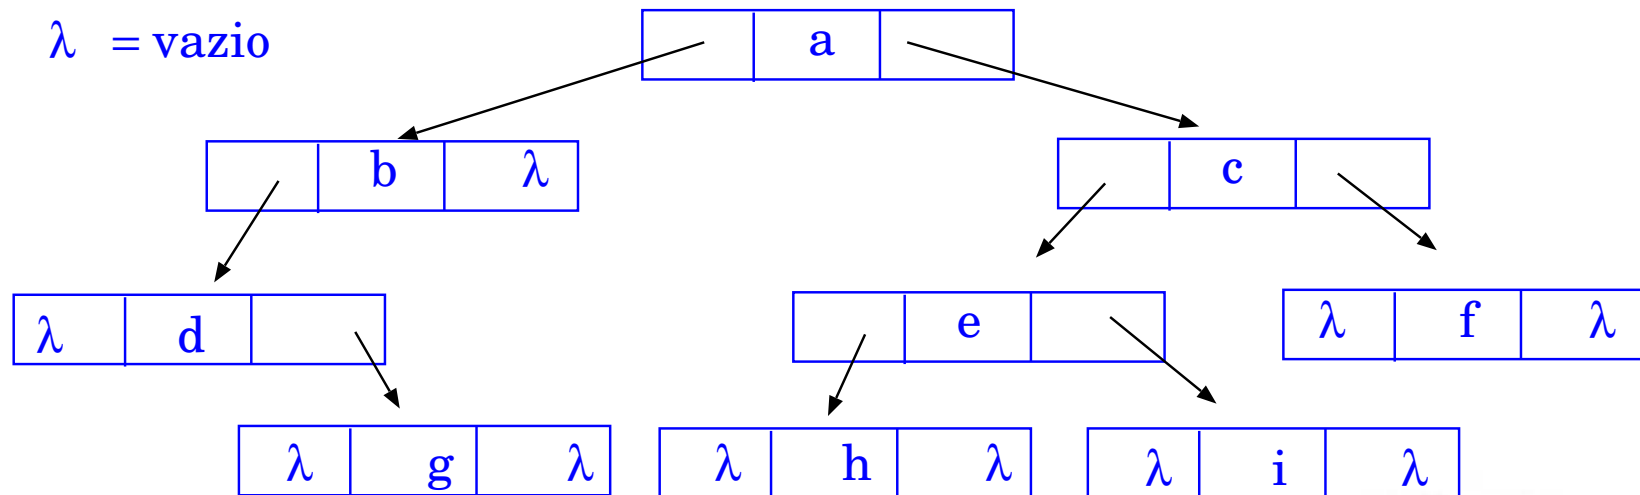 λ = vazio
a
b λ
c
λ d
e
λ f λ
λ g λ
λ h λ
λ i λ